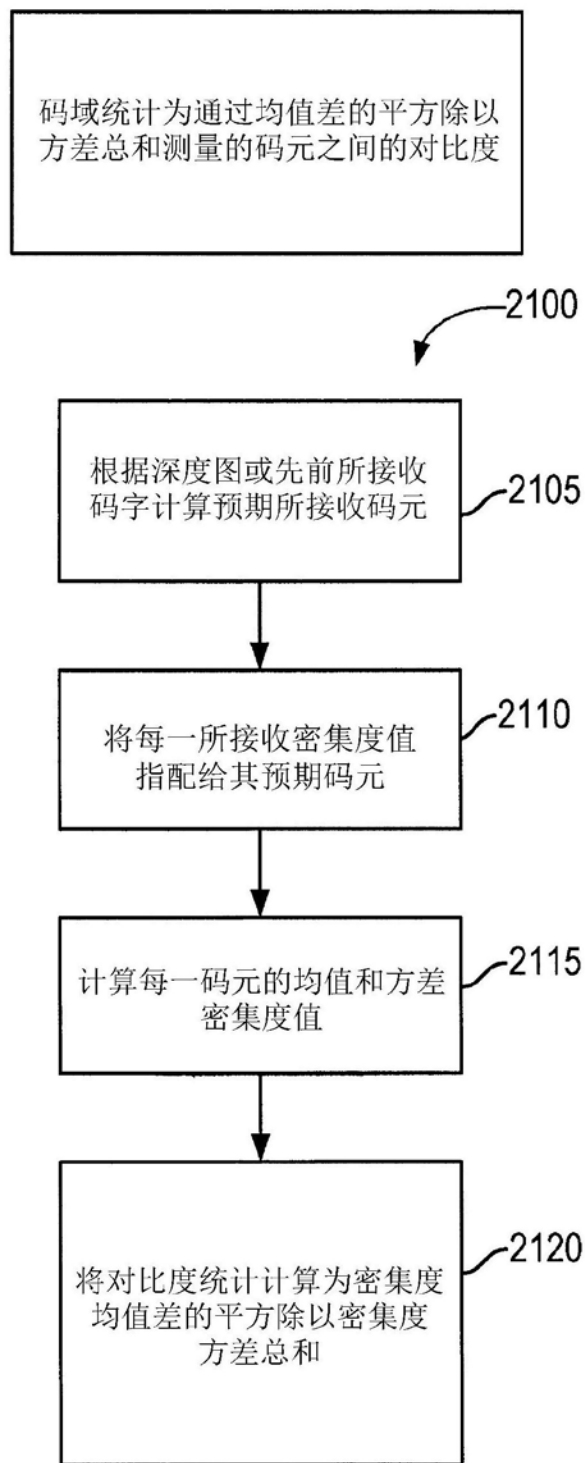 码域统计为通过均值差的平方除以
方差总和测量的码元之间的对比度
2100
根据深度图或先前所接收
码字计算预期所接收码元
2105
将每一所接收密集度值
指配给其预期码元
2110
计算每一码元的均值和方差
密集度值
2115
将对比度统计计算为密集度
均值差的平方除以密集度
方差总和
2120